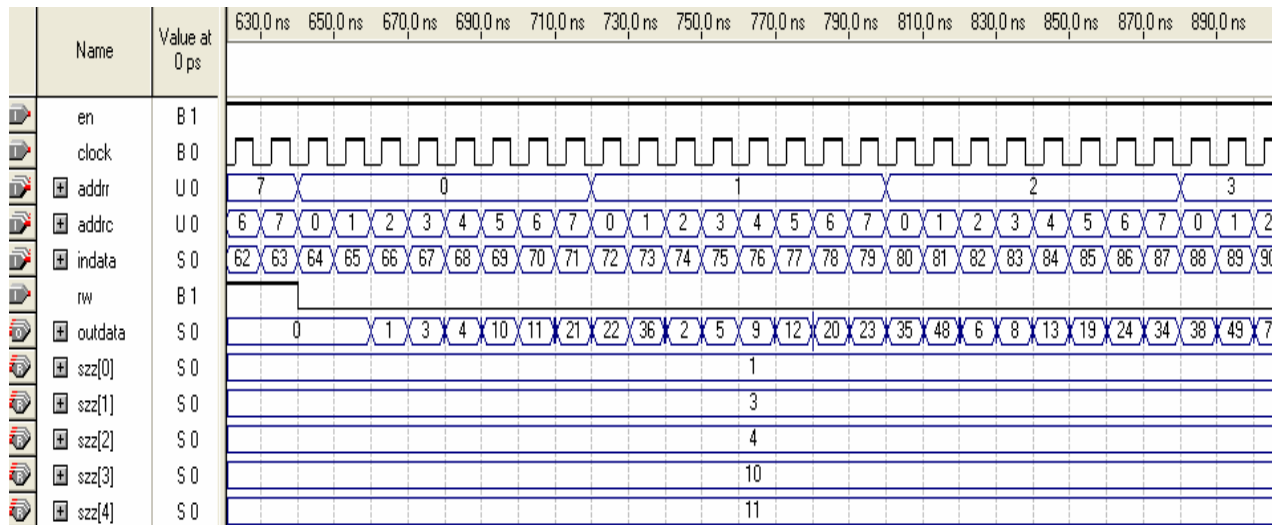 Name Value at 0 ps 630.0 ns 650.0 ns 670.0 ns 690.0 ns 710.0 ns 730.0 ns 750.0 ns 770.0 ns 790.0 ns 810.0 ns 830.0 ns 850.0 ns 870.0 ns 890.0 ns
en B 1
clock B 0
addrr U 0 7 0 1 2 3
addrc U 0 6 7 0 1 2 3 4 5 6 7 0 1 2 3 4 5 6 7 0 1 2 3 4 5 6 7 0 1 2
indata S 0 62 63 64 65 66 67 68 69 70 71 72 73 74 75 76 77 78 79 80 81 82 83 84 85 86 87 88 89 90
rw B 1
outdata S 0 0 1 3 4 10 11 21 22 36 2 5 9 12 20 23 35 48 6 8 13 19 24 34 38 49 7
szz[0] S 0 1
szz[1] S 0 3
szz[2] S 0 4
szz[3] S 0 10
szz[4] S 0 11